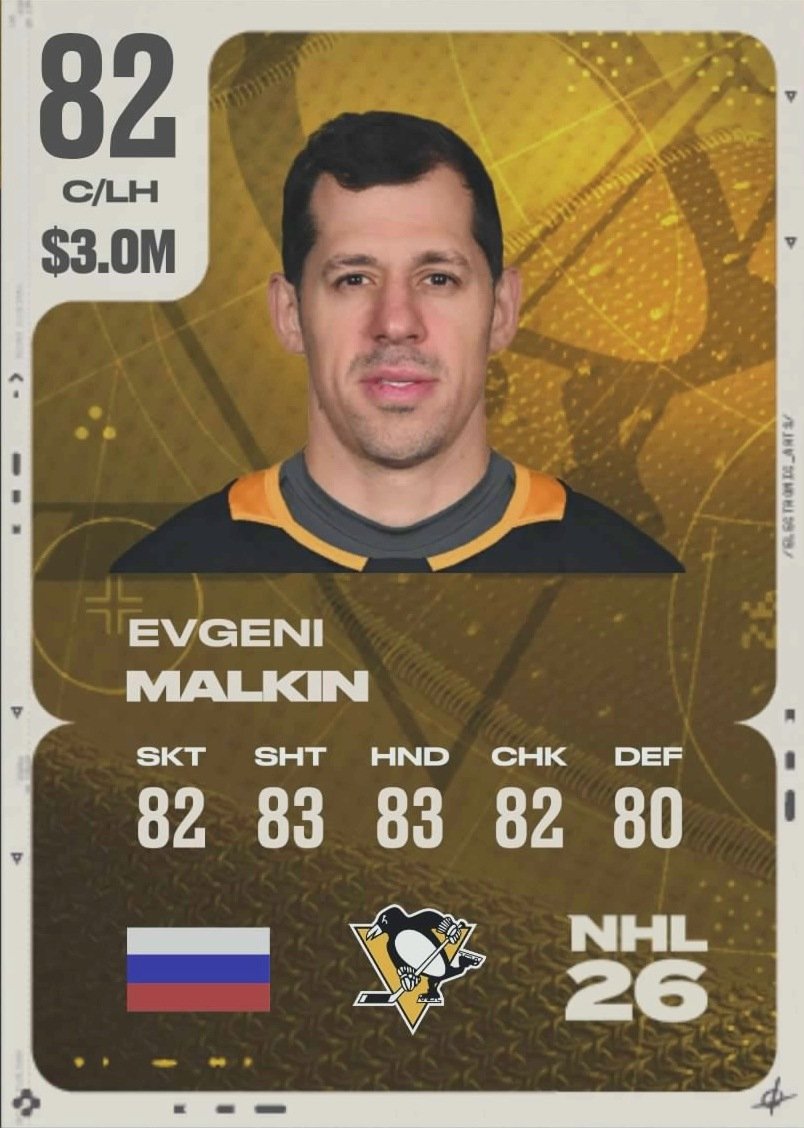 82
C/LH
$3.0M
EVGENI
MALKIN
SKT SHT HND CHK DEF
82 83 83 82 80
NHL
26